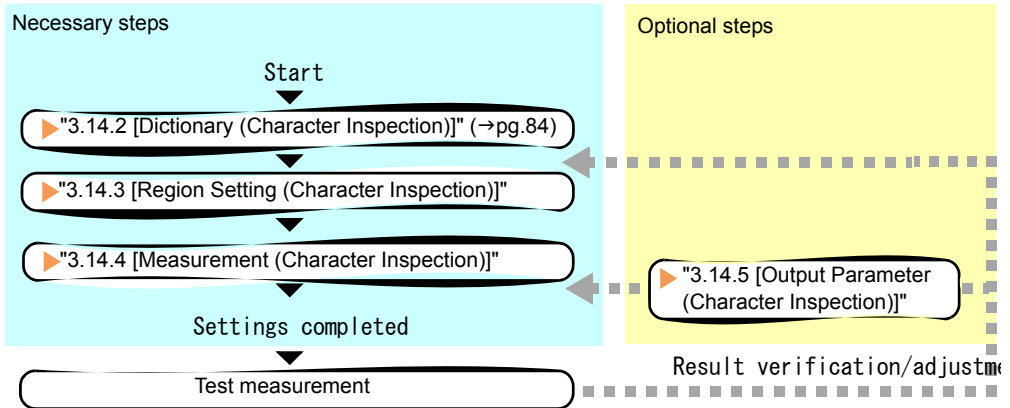 Necessary steps
Optional steps
Start
"3.14.2 [Dictionary (Character Inspection)]" (→pg.84)
"3.14.3 [Region Setting (Character Inspection)]"
"3.14.4 [Measurement (Character Inspection)]"
"3.14.5 [Output Parameter
(Character Inspection)]"
Settings completed
Result verification/adjustme
Test measurement